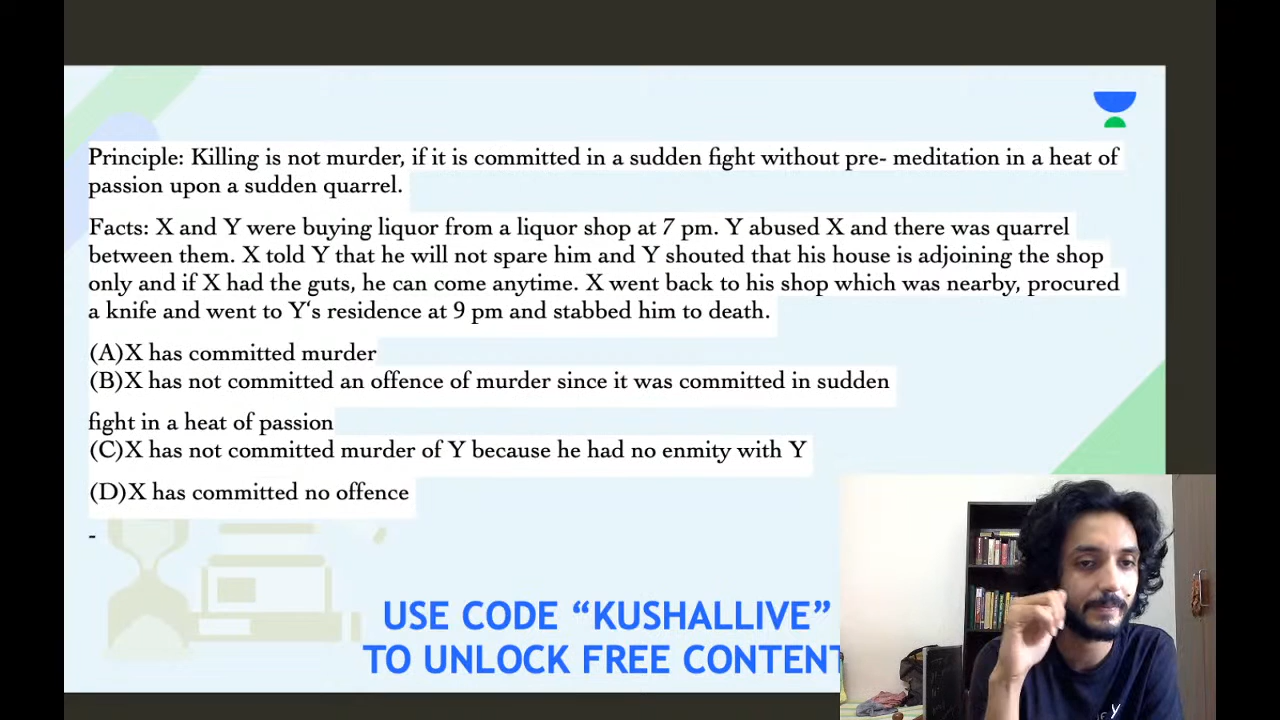 Principle: Killing is not murder, if it is committed in a sudden fight without pre- meditation in a heat of
passion upon a sudden quarrel.
Facts: X and Y were buying liquor from a liquor shop at 7 pm. Y abused X and there was quarrel
between them. X told Y that he will not spare him and Y shouted that his house is adjoining the shop
only and if X had the guts, he can come anytime. X went back to his shop which was nearby, procured
a knife and went to Y‘s residence at 9 pm and stabbed him to death.
(A)X has committed murder
(B)X has not committed an offence of murder since it was committed in sudden
fight in a heat of passion
(C)X has not committed murder of Y because he had no enmity with Y
(D)X has committed no offence
-
USE CODE “KUSHALLIVE”
TO UNLOCK FREE CONTENT